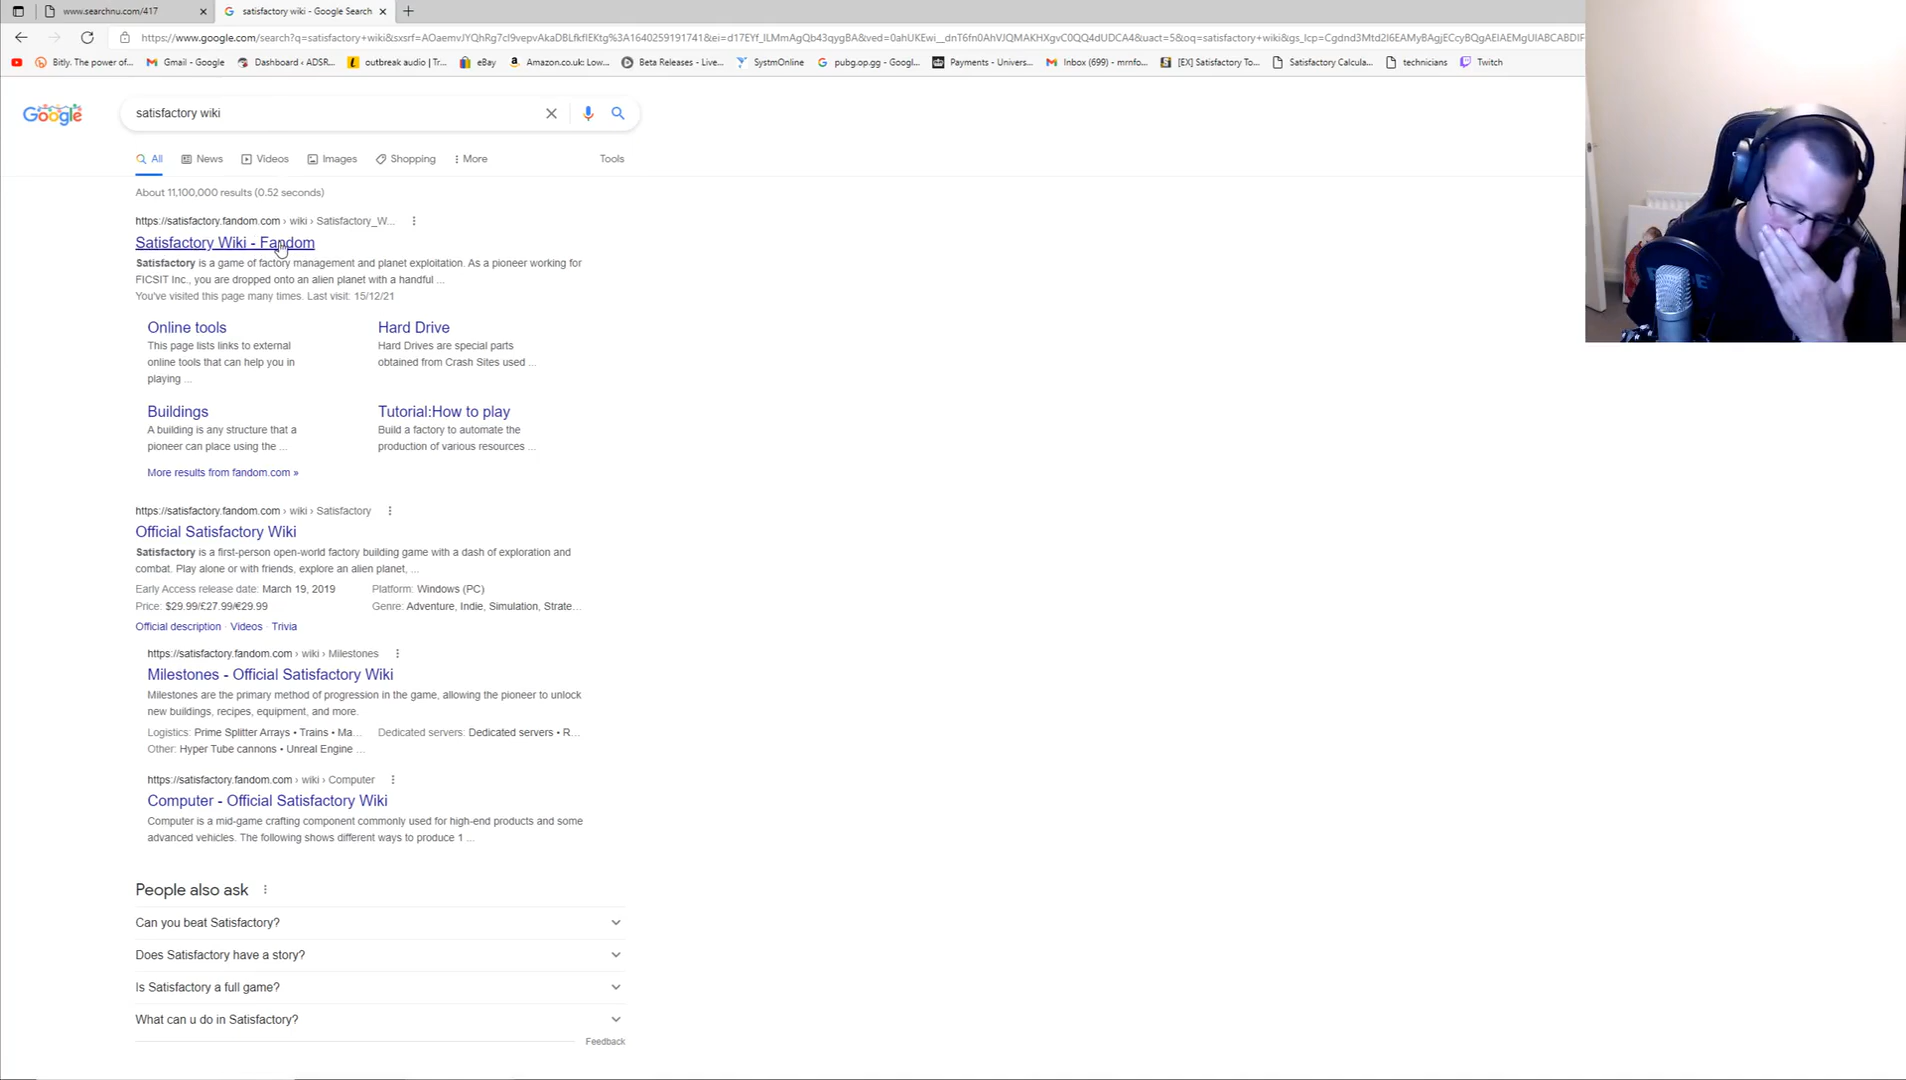 www.searchnu.com/417
satisfactory wiki - Google Search
Bitly. The power of...
Gmail - Google
Dashboard ‹ ADSR...
outbreak audio | Tr...
eBay
Amazon.co.uk: Low...
Beta Releases - Live...
SystmOnline
pubg.op.gg - Googl...
Payments - Univers...
Inbox (699) - mrnfo...
[EX] Satisfactory To...
Satisfactory Calcula...
technicians
Twitch
Google
satisfactory wiki
All
News
Videos
Images
Shopping
More
Tools
About 11,100,000 results (0.52 seconds)
https://satisfactory.fandom.com › wiki › Satisfactory_W...
Satisfactory Wiki - Fandom
Satisfactory is a game of factory management and planet exploitation. As a pioneer working for
FICSIT Inc., you are dropped onto an alien planet with a handful ...
You've visited this page many times. Last visit: 15/12/21
Online tools
This page lists links to external
online tools that can help you in
playing ...
Hard Drive
Hard Drives are special parts
obtained from Crash Sites used ...
Buildings
A building is any structure that a
pioneer can place using the ...
Tutorial:How to play
Build a factory to automate the
production of various resources ...
More results from fandom.com »
https://satisfactory.fandom.com › wiki › Satisfactory
Official Satisfactory Wiki
Satisfactory is a first-person open-world factory building game with a dash of exploration and
combat. Play alone or with friends, explore an alien planet, ...
Early Access release date: March 19, 2019
Platform: Windows (PC)
Price: $29.99/£27.99/€29.99
Genre: Adventure, Indie, Simulation, Strate...
Official description · Videos · Trivia
https://satisfactory.fandom.com › wiki › Milestones
Milestones - Official Satisfactory Wiki
Milestones are the primary method of progression in the game, allowing the pioneer to unlock
new buildings, recipes, equipment, and more.
Logistics: Prime Splitter Arrays • Trains • Ma...
Dedicated servers: Dedicated servers • R...
Other: Hyper Tube cannons • Unreal Engine ...
https://satisfactory.fandom.com › wiki › Computer
Computer - Official Satisfactory Wiki
Computer is a mid-game crafting component commonly used for high-end products and some
advanced vehicles. The following shows different ways to produce 1 ...
People also ask
Can you beat Satisfactory?
Does Satisfactory have a story?
Is Satisfactory a full game?
What can u do in Satisfactory?
Feedback